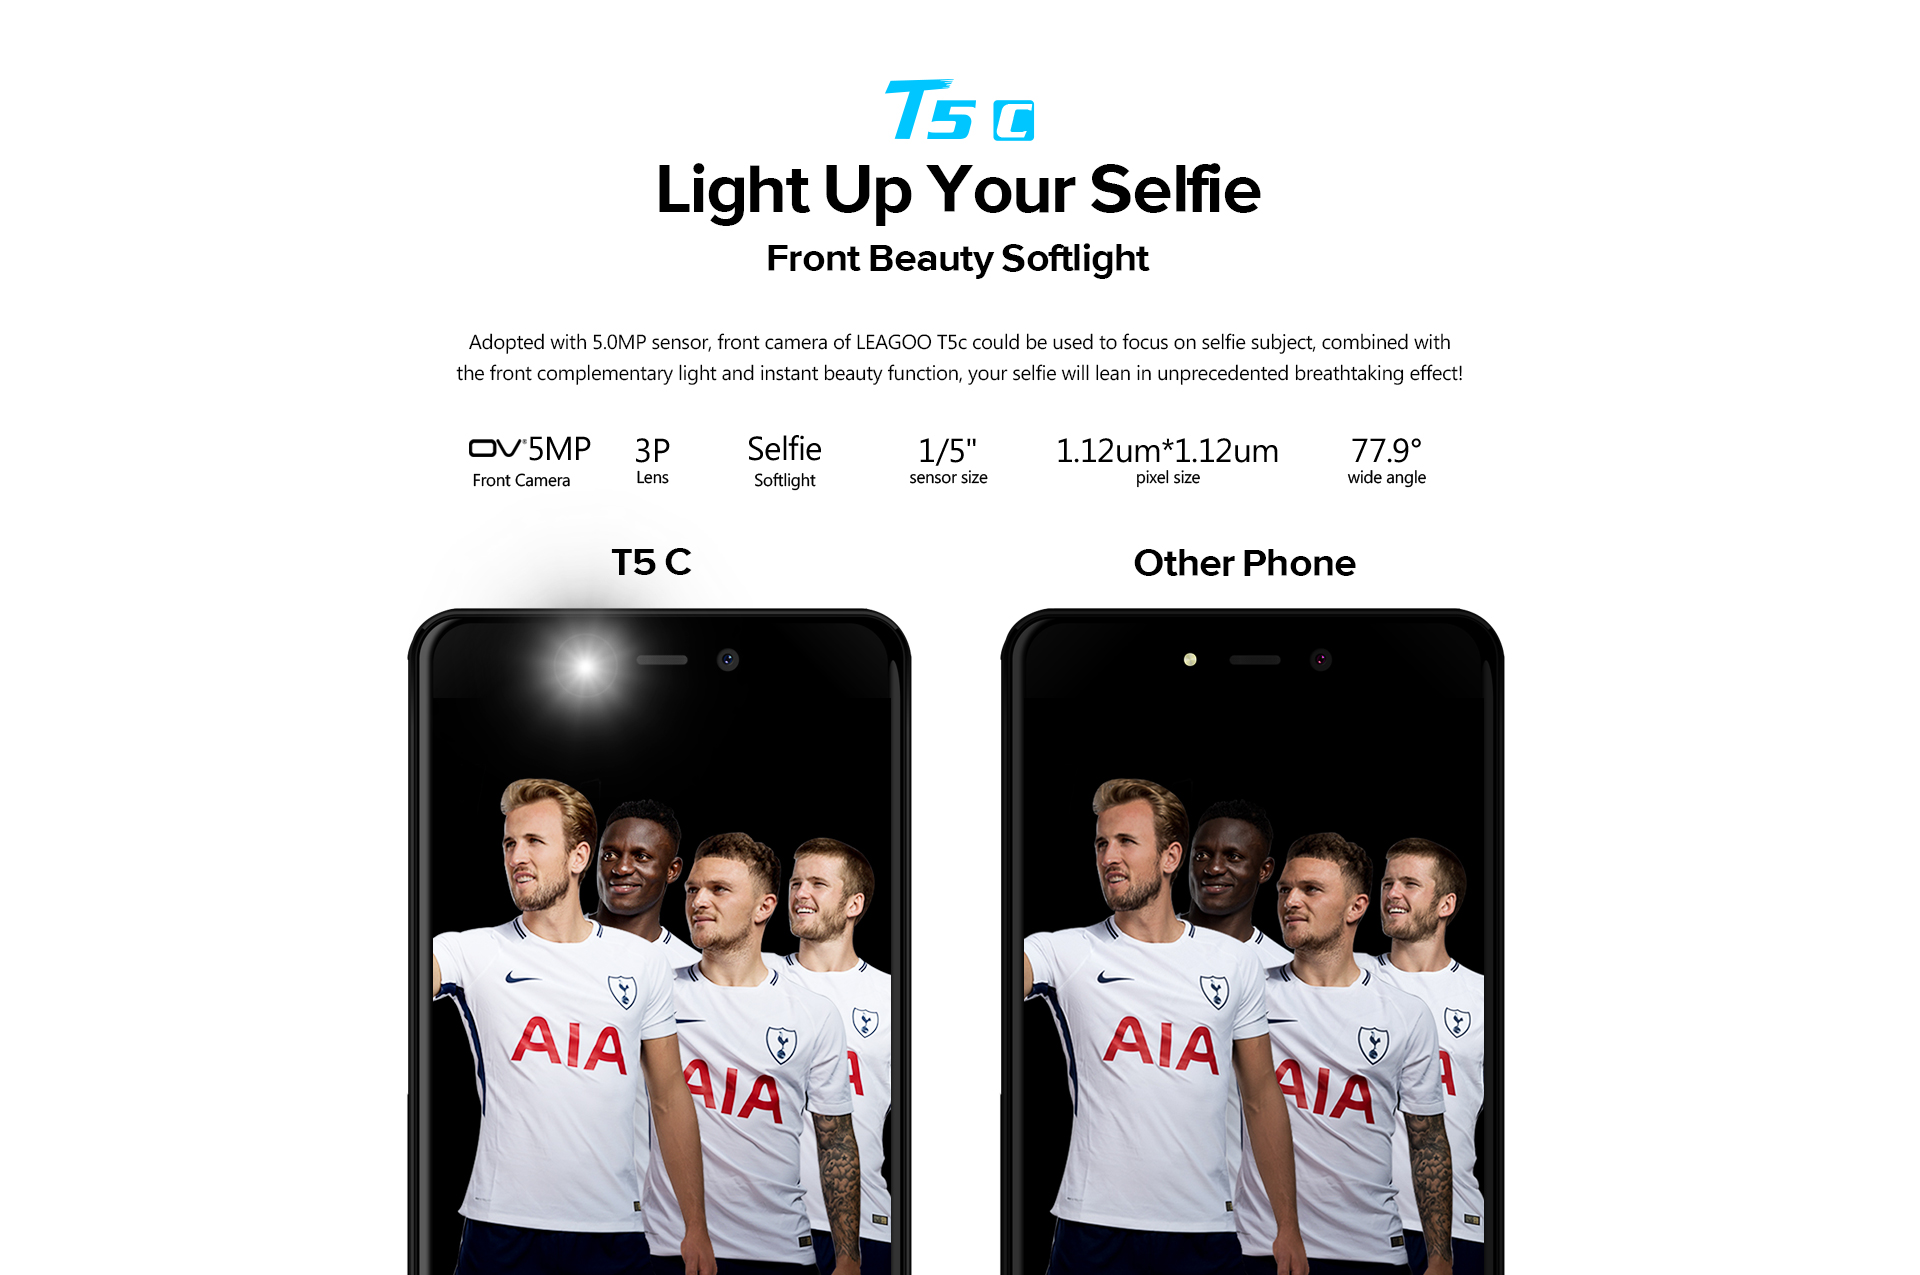 T5 C
Light Up Your Selfie
Front Beauty Softlight
Adopted with 5.0MP sensor, front camera of LEAGOO T5c could be used to focus on selfie subject, combined with
the front complementary light and instant beauty function, your selfie will lean in unprecedented breathtaking effect!
OV® 5MP 3P Selfie 1/5" 1.12um*1.12um 77.9°
Front Camera Lens Softlight sensor size pixel size wide angle
T5 C Other Phone
AIA AIA A AIA AIA A